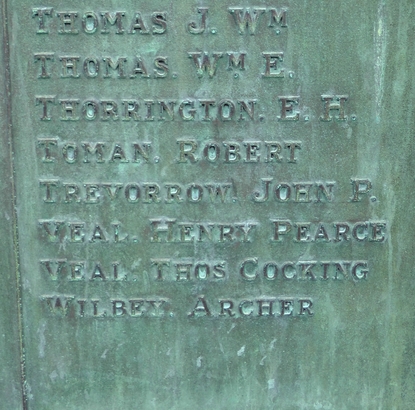 THOMAS J. WM
THOMAS. WM E.
THORRINGTON. E. H.
TOMAN. ROBERT
TREVORROW. JOHN P.
VEAL. HENRY PEARCE
VEAL. THOS COCKING
WILBEY. ARCHER